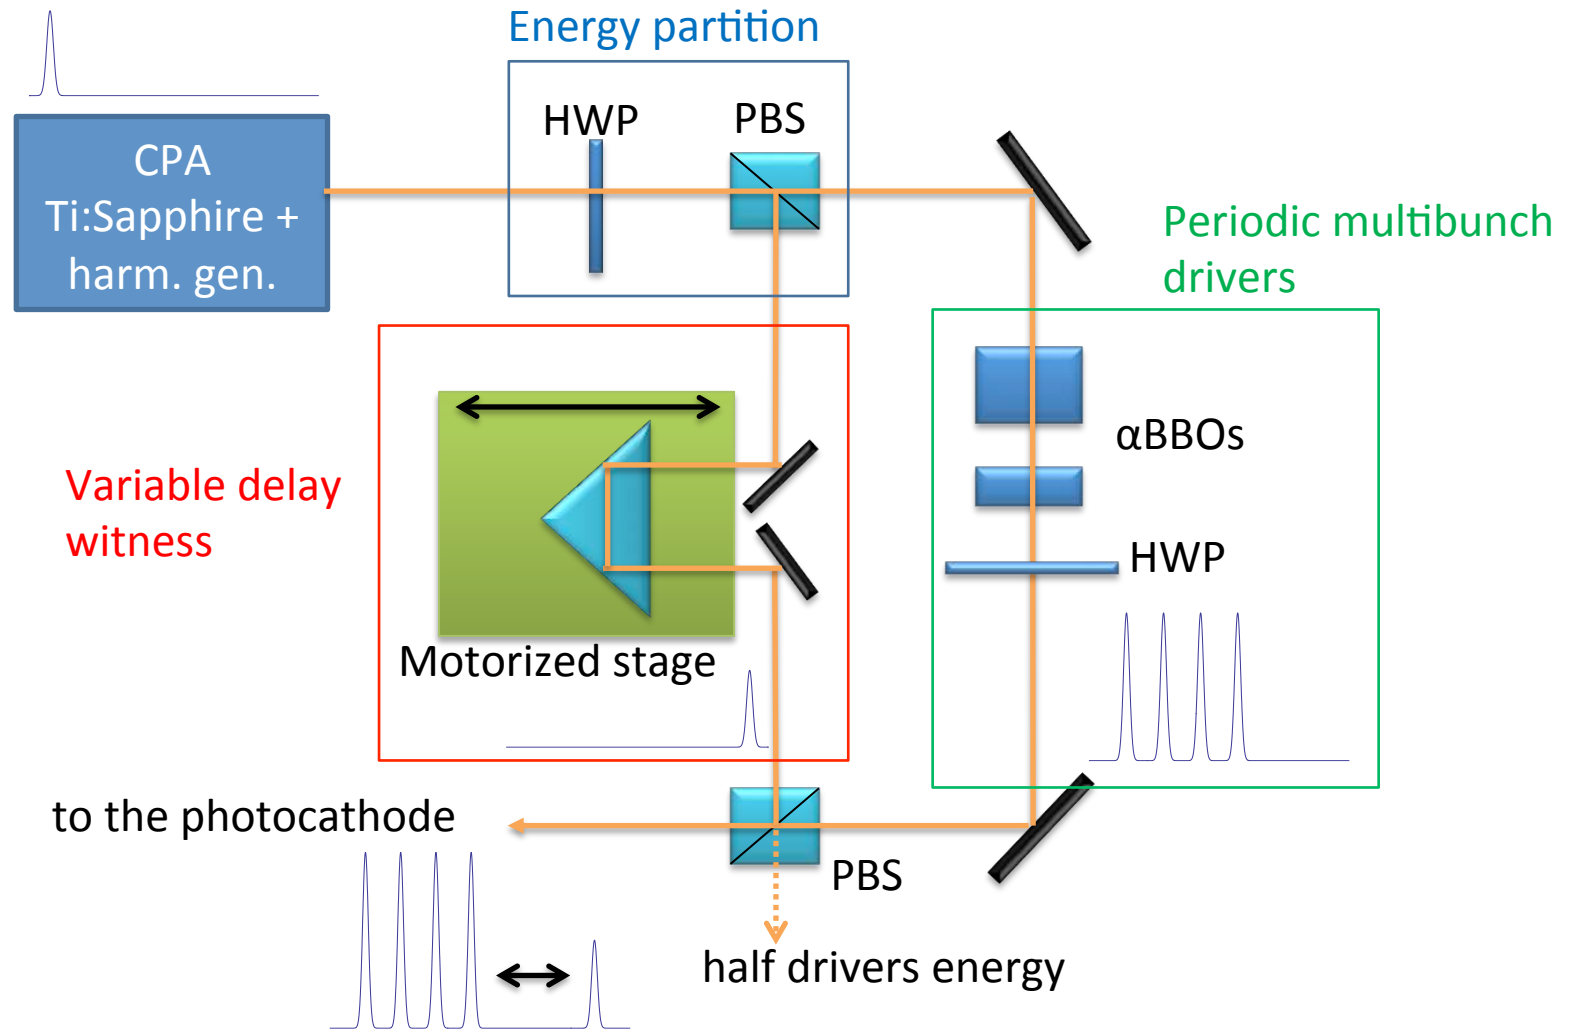 Energy partition
HWP
PBS
CPA
Ti:Sapphire +
harm. gen.
Periodic multibunch
drivers
αBBOs
Variable delay
witness
HWP
Motorized stage
to the photocathode
PBS
half drivers energy